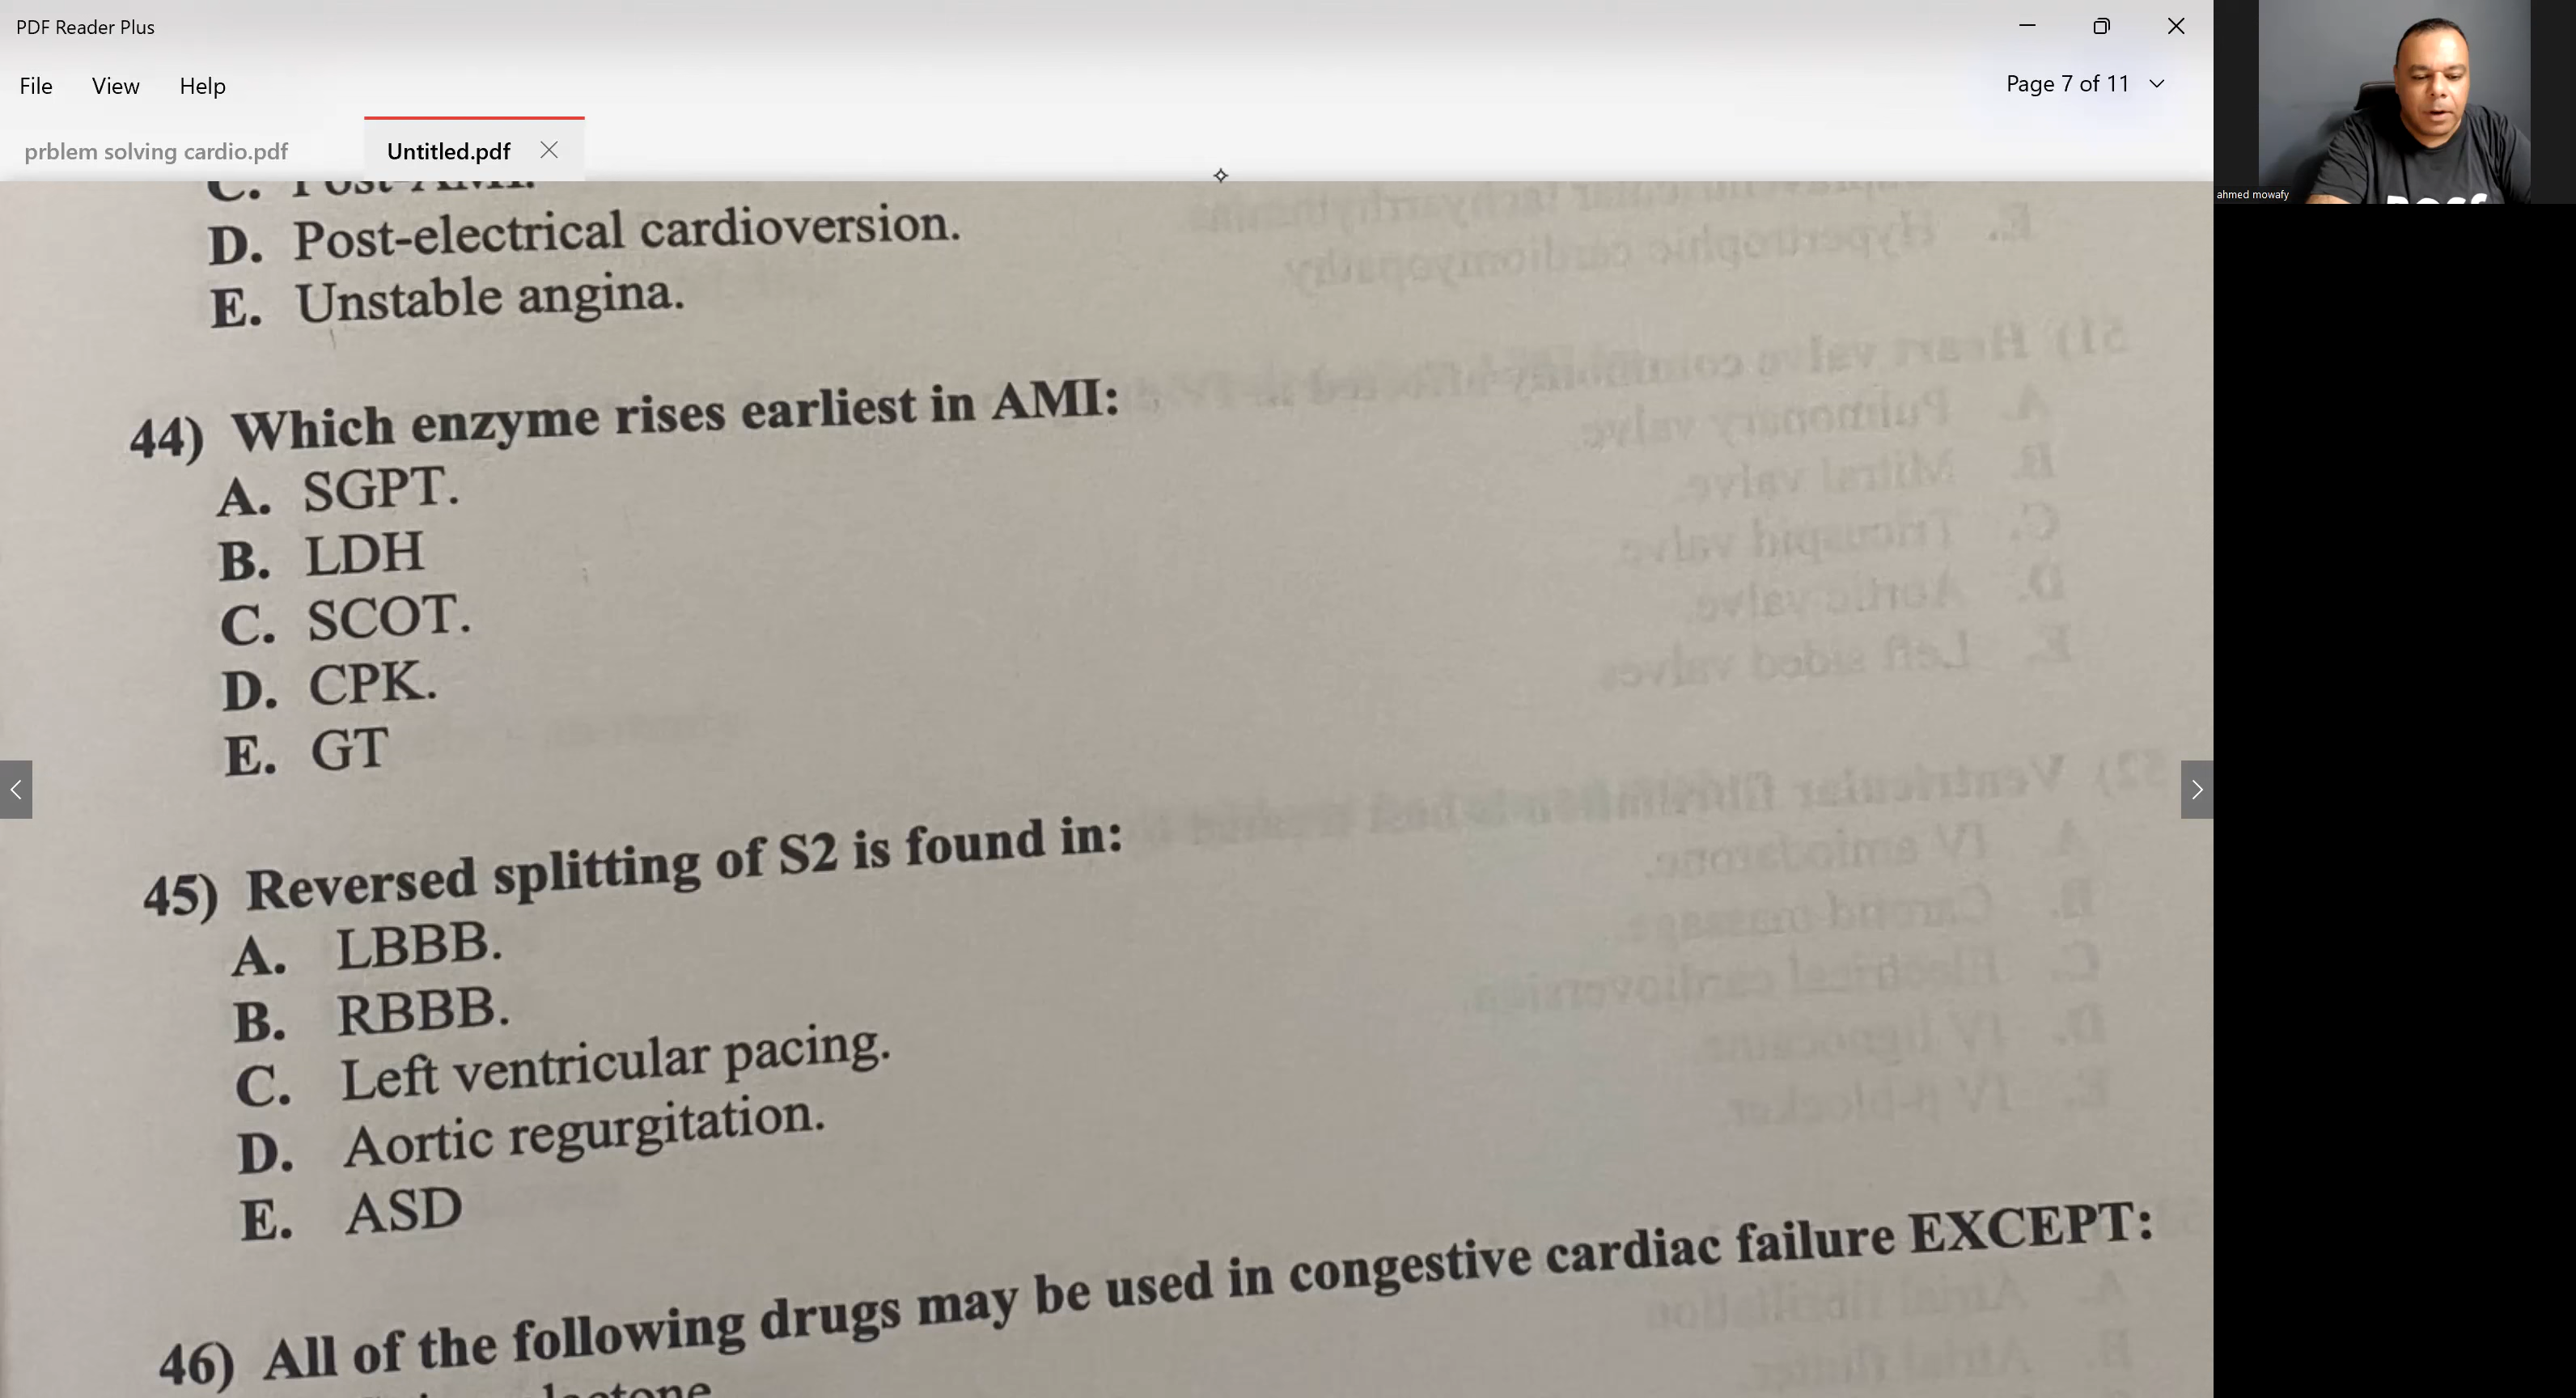 PDF Reader Plus
File View Help
Page 7 of 11
prblem solving cardio.pdf Untitled.pdf
ahmed mowafy
D. Post-electrical cardioversion.
E. Unstable angina.
44) Which enzyme rises earliest in AMI:
A. SGPT.
B. LDH
C. SCOT.
D. CPK.
E. GT
45) Reversed splitting of S2 is found in:
A. LBBB.
B. RBBB.
C. Left ventricular pacing.
D. Aortic regurgitation.
E. ASD
46) All of the following drugs may be used in congestive cardiac failure EXCEPT: